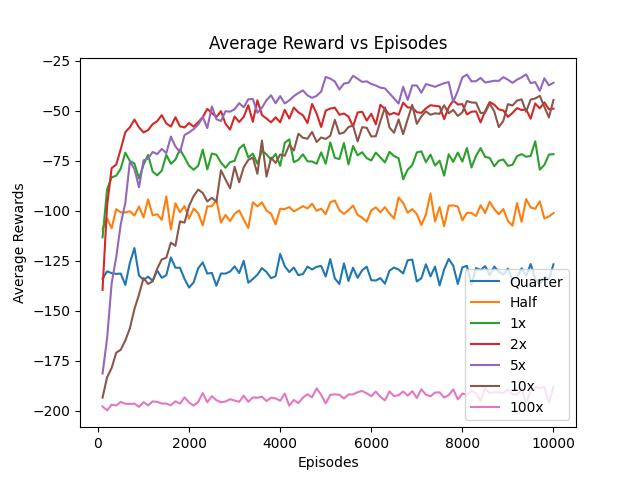 Average Reward vs Episodes
Average Rewards
−25
−50
−75
−100
−125
−150
−175
−200
0
2000
4000
6000
8000
10000
Episodes
Quarter
Half
1x
2x
5x
10x
100x